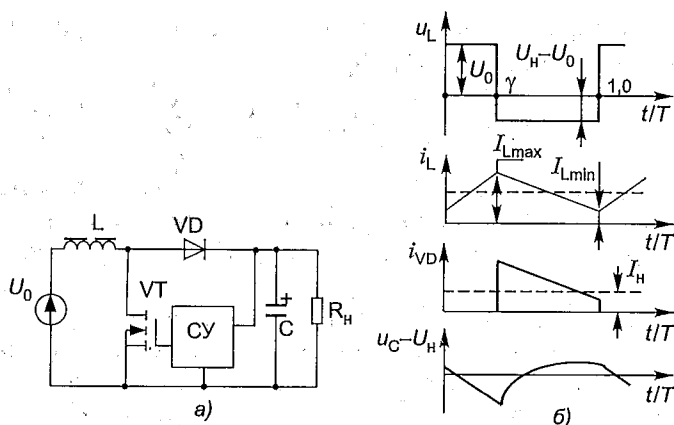 L
VD
U₀
VT
СУ
C
+
Rн
а)
uL
U₀
Uн–U₀
γ
1,0
t/T
iL
ILmax
ILmin
t/T
iVD
Iн
t/T
uC–Uн
t/T
б)